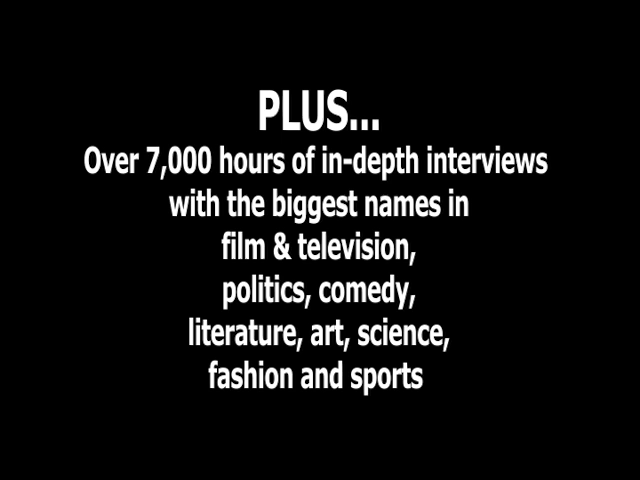 PLUS...
Over 7,000 hours of in-depth interviews
with the biggest names in
film & television,
politics, comedy,
literature, art, science,
fashion and sports